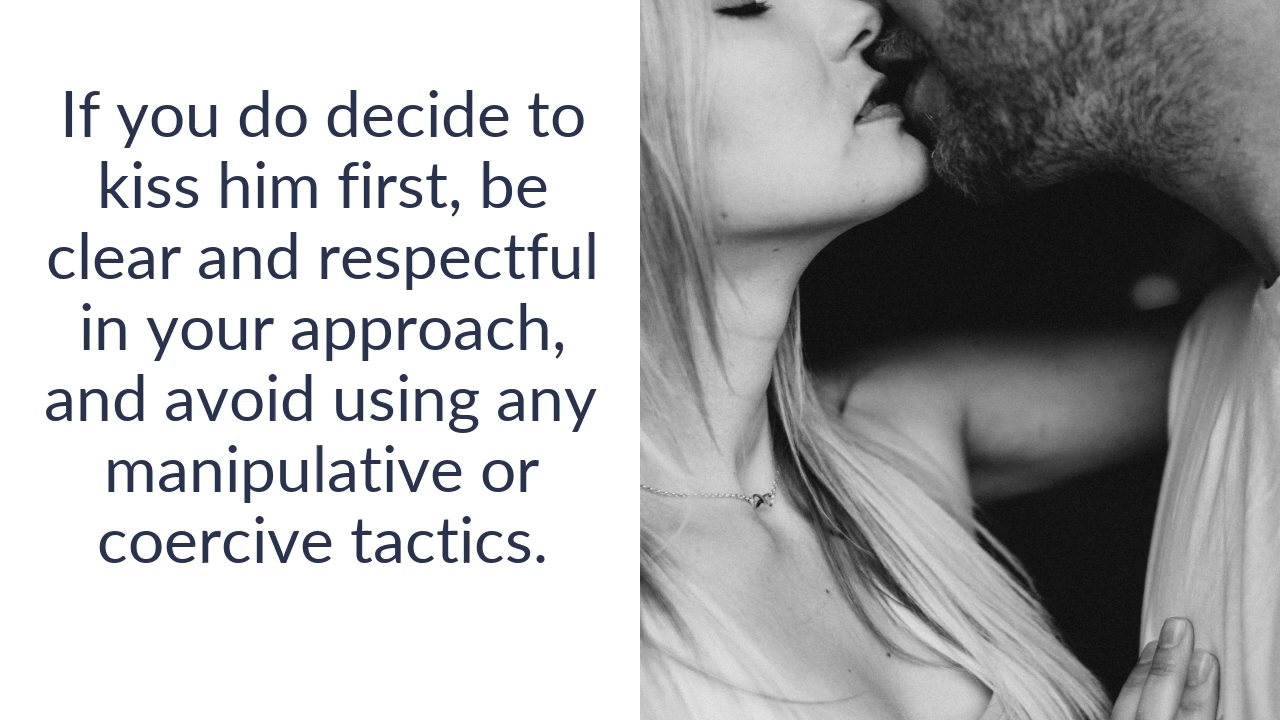 If you do decide to
kiss him first, be
clear and respectful
in your approach,
and avoid using any
manipulative or
coercive tactics.